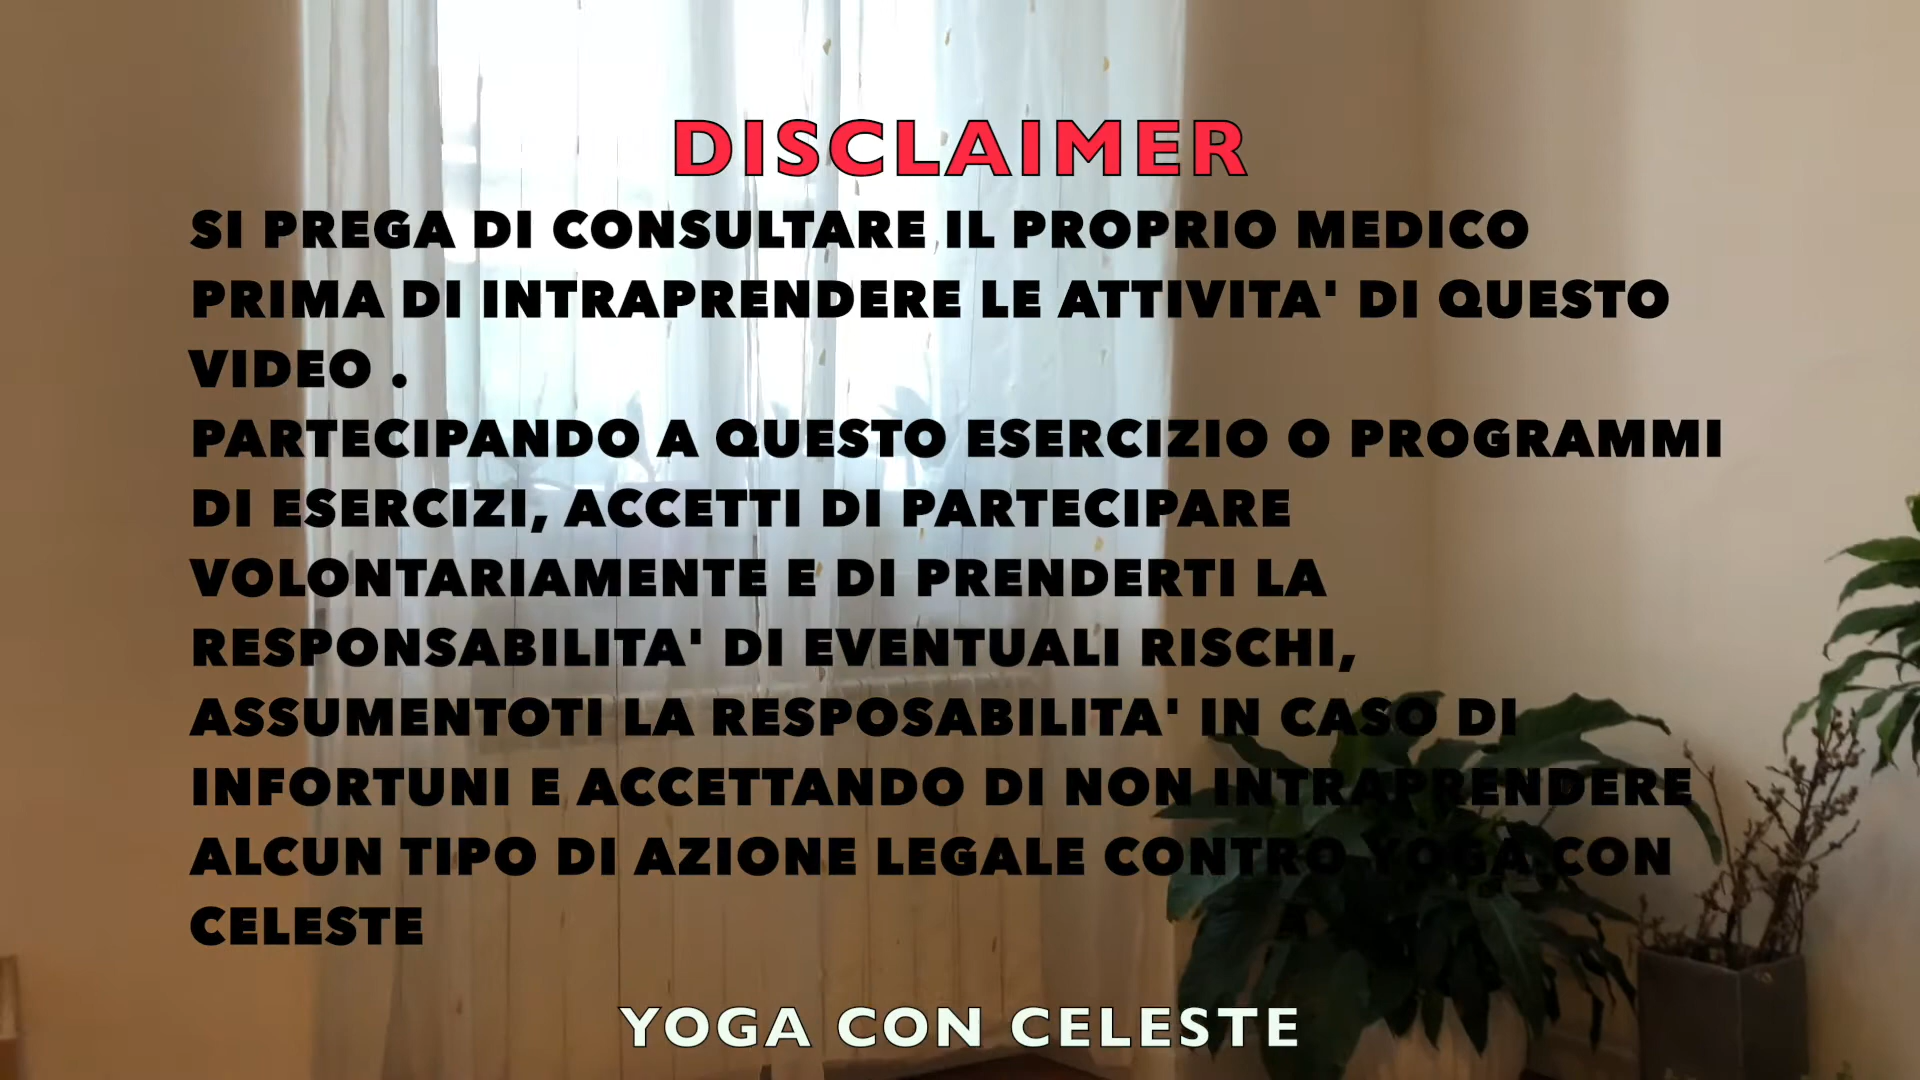 DISCLAIMER
SI PREGA DI CONSULTARE IL PROPRIO MEDICO
PRIMA DI INTRAPRENDERE LE ATTIVITA' DI QUESTO
VIDEO .
PARTECIPANDO A QUESTO ESERCIZIO O PROGRAMMI
DI ESERCIZI, ACCETTI DI PARTECIPARE
VOLONTARIAMENTE E DI PRENDERTI LA
RESPONSABILITA' DI EVENTUALI RISCHI,
ASSUMENTOTI LA RESPOSABILITA' IN CASO DI
INFORTUNI E ACCETTANDO DI NON INTRAPRENDERE
ALCUN TIPO DI AZIONE LEGALE CONTRO YOGA CON
CELESTE
YOGA CON CELESTE